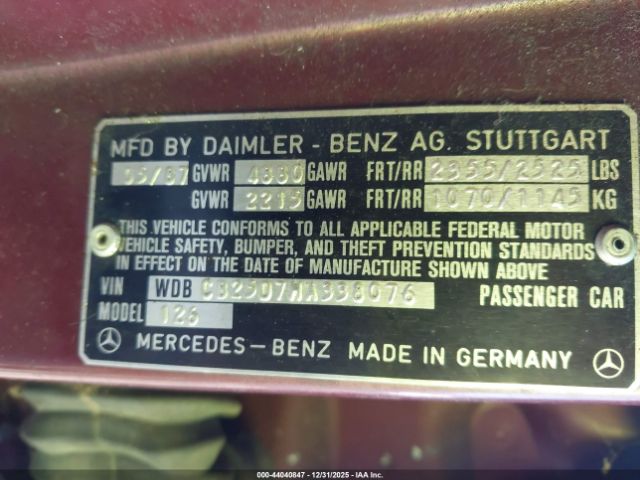 MFD BY DAIMLER - BENZ AG. STUTTGART
05/87 GVWR 4880 GAWR FRT/RR 2355/2525 LBS
GVWR 2215 GAWR FRT/RR 1070/1145 KG
THIS VEHICLE CONFORMS TO ALL APPLICABLE FEDERAL MOTOR
VEHICLE SAFETY, BUMPER, AND THEFT PREVENTION STANDARDS
IN EFFECT ON THE DATE OF MANUFACTURE SHOWN ABOVE
VIN WDB CB25D7HA338076 PASSENGER CAR
MODEL 126
MERCEDES-BENZ MADE IN GERMANY
000-44040847 - 12/31/2025 - IAA Inc.